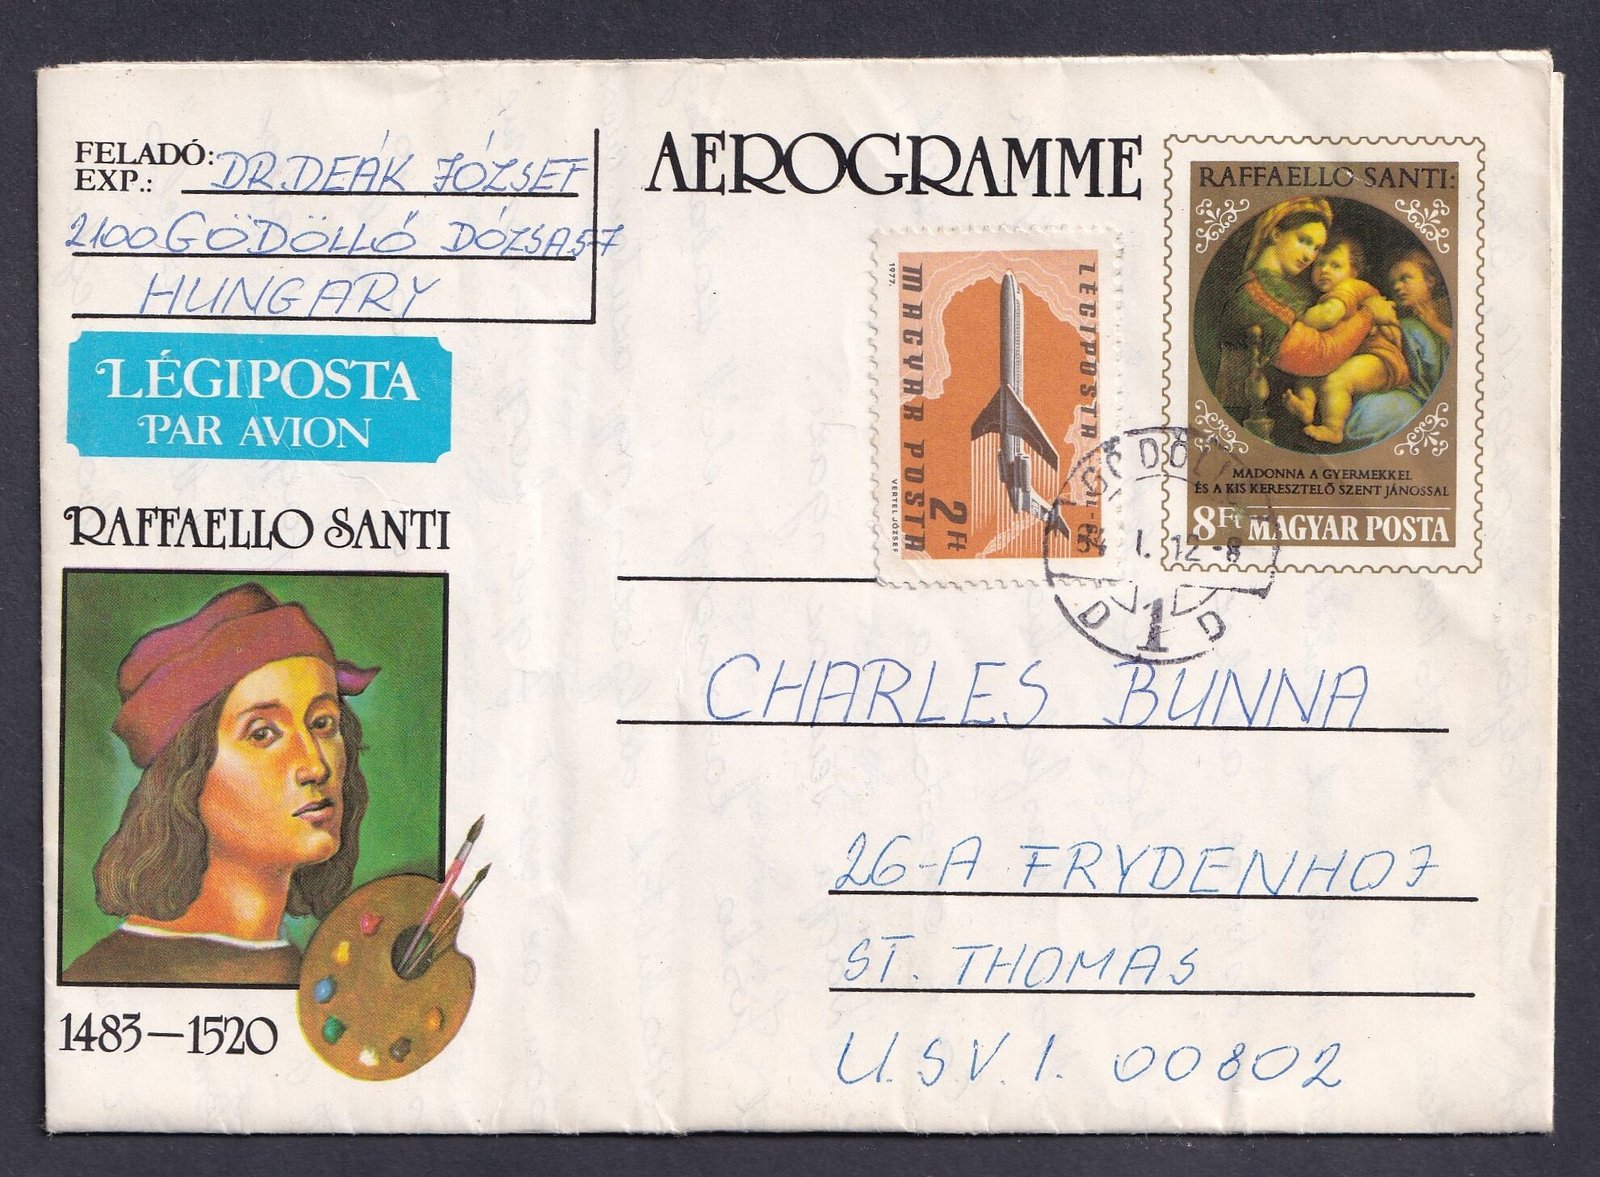 FELADÓ:
EXP.: DR. DEÁK JÓZSEF
2100 GÖDÖLLŐ DÓZSA 57
HUNGARY
LÉGIPOSTA
PAR AVION
RAFFAELLO SANTI
1483–1520
AEROGRAMME
1977.
MAGYAR POSTA
VERTEL JÓZSEF
2 Ft
LÉGIPOSTA
RAFFAELLO SANTI:
MADONNA A GYERMEKKEL
ÉS A KIS KERESZTELŐ SZENT JÁNOSSAL
8Ft MAGYAR POSTA
I. 12-8
D 1 D
CHARLES BUNNA
26-A FRYDENHOJ
ST. THOMAS
U.S.V.I. 00802